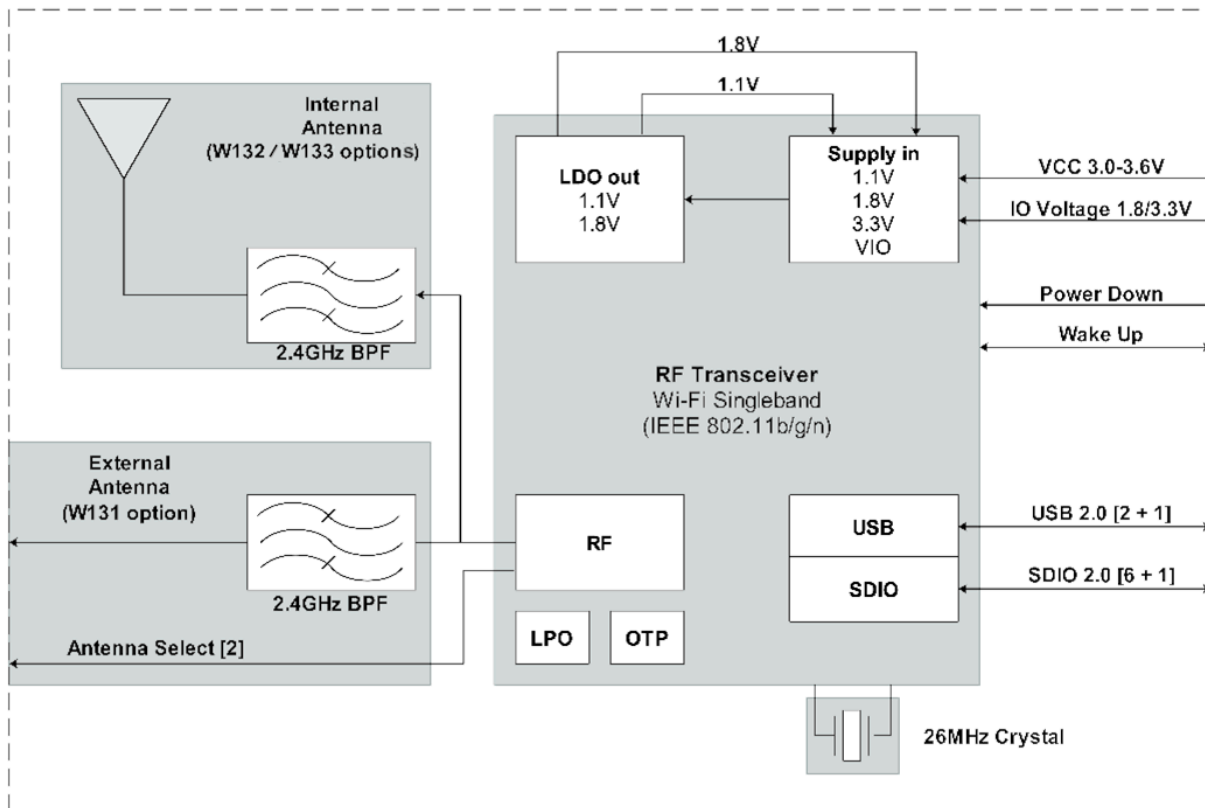 1.8V
1.1V
Internal
Antenna
(W132 / W133 options)
2.4GHz BPF
LDO out
1.1V
1.8V
Supply in
1.1V
1.8V
3.3V
VIO
VCC 3.0-3.6V
IO Voltage 1.8/3.3V
Power Down
Wake Up
RF Transceiver
Wi-Fi Singleband
(IEEE 802.11b/g/n)
External
Antenna
(W131 option)
2.4GHz BPF
Antenna Select [2]
RF
LPO
OTP
USB
SDIO
USB 2.0 [2 + 1]
SDIO 2.0 [6 + 1]
26MHz Crystal